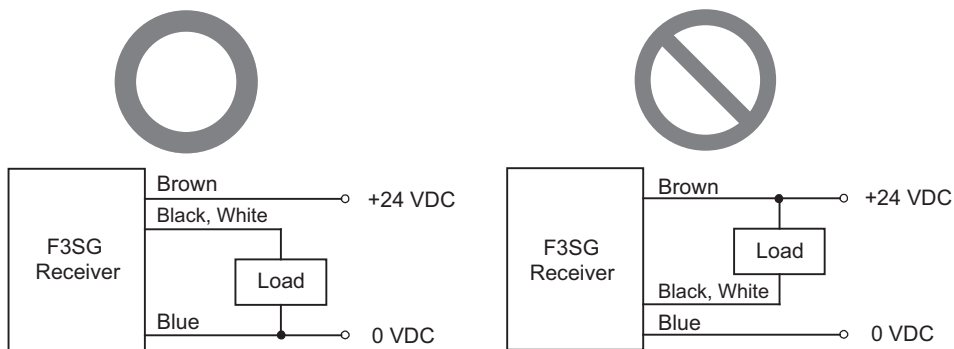 Brown
+24 VDC
Black, White
F3SG
Receiver
Load
Blue
0 VDC
Brown
+24 VDC
F3SG
Receiver
Load
Black, White
Blue
0 VDC